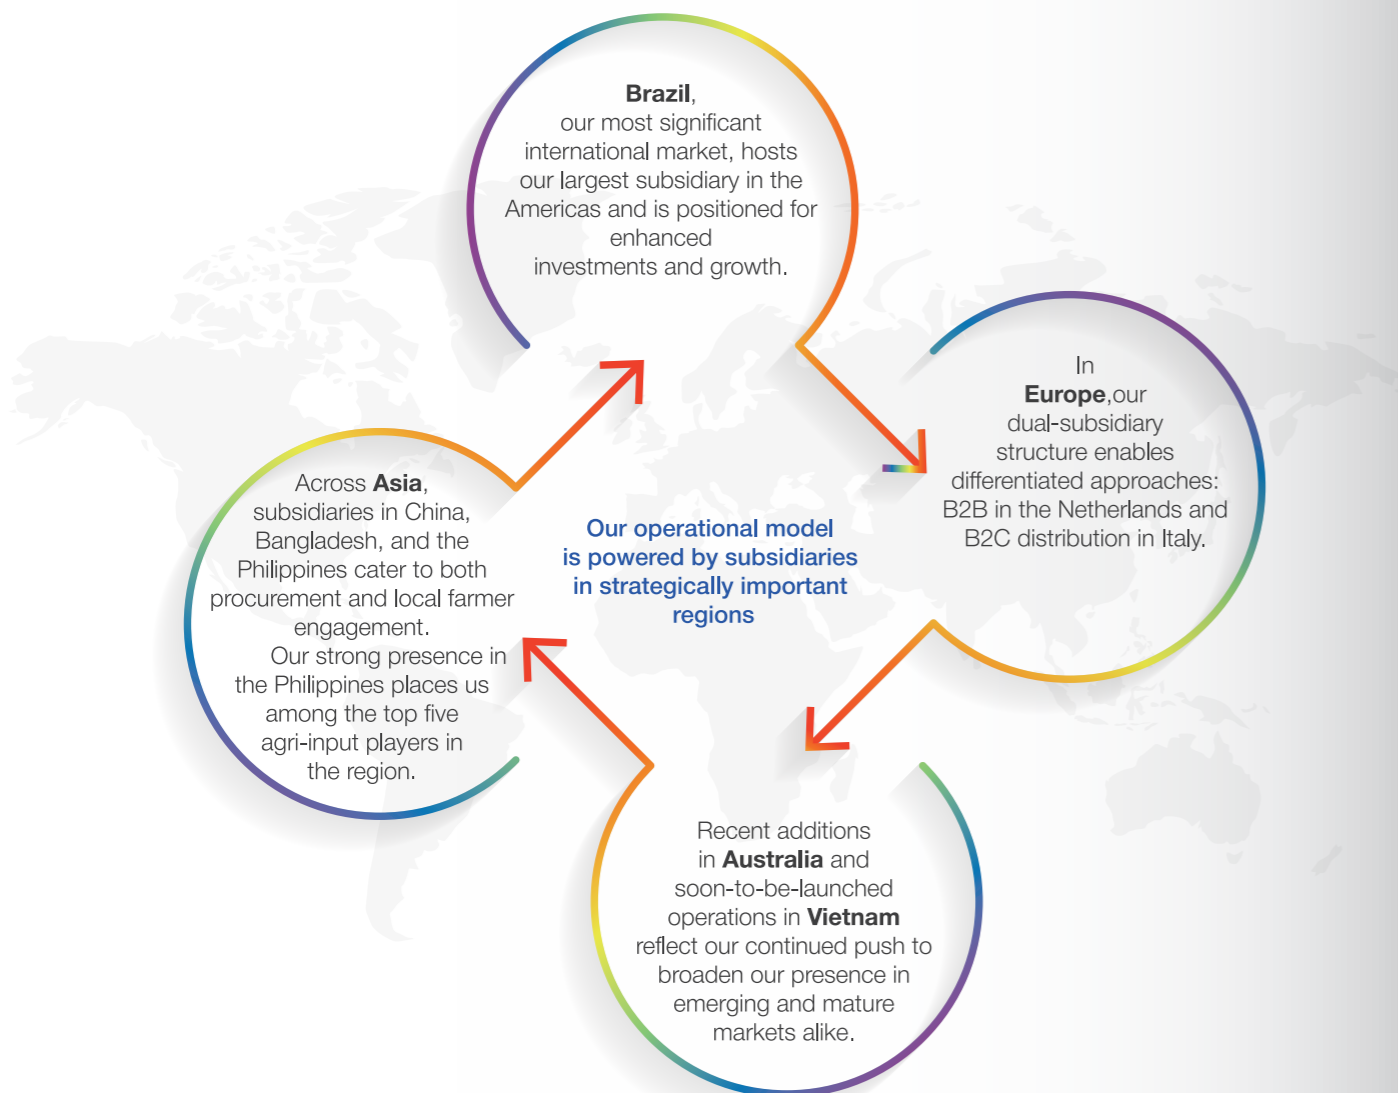 Brazil,
our most significant
international market, hosts
our largest subsidiary in the
Americas and is positioned for
enhanced
investments and growth.
In
Europe,our
dual-subsidiary
structure enables
differentiated approaches:
B2B in the Netherlands and
B2C distribution in Italy.
Across Asia,
subsidiaries in China,
Bangladesh, and the
Philippines cater to both
procurement and local farmer
engagement.
Our strong presence in
the Philippines places us
among the top five
agri-input players in
the region.
Our operational model
is powered by subsidiaries
in strategically important
regions
Recent additions
in Australia and
soon-to-be-launched
operations in Vietnam
reflect our continued push to
broaden our presence in
emerging and mature
markets alike.